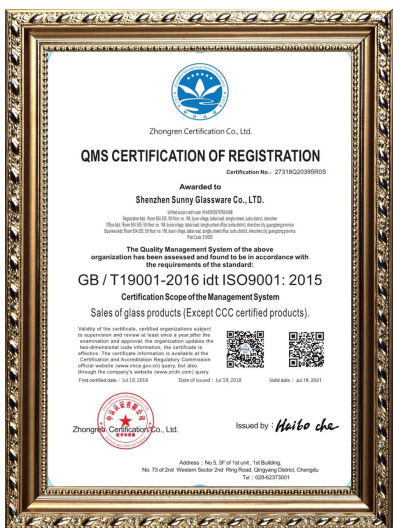 Zhongren Certification Co., Ltd.
QMS CERTIFICATION OF REGISTRATION
Certification No.: 27318Q20395R0S
Awarded to
Shenzhen Sunny Glassware Co., LTD.
The Quality Management System of the above
organization has been assessed and found to be in accordance with
the requirements of the standard:
GB / T19001-2016 idt ISO9001: 2015
Certification Scope of the Management System
Sales of glass products (Except CCC certified products).
Validity of the certificate, certified organizations subject
to supervision and review at least once a year,after the
examination and approval, the organization updates the
two-dimensional code information, the certificate is
effective. The certificate information is available at the
Certification and Accreditation Regulatory Commission
official website (www.cnca.gov.cn) query, but also
through the company's website (www.zrcln.com) query.
First certified date : Jul.19, 2018 Date of Issued : Jul.19, 2018 Valid date : Jul.18, 2021
Zhongren Certification Co., Ltd.
Issued by : Haibo che
Address : No.5, 3F of 1st unit , 1st Building,
No. 73 of 2nd Western Sector 2nd Ring Road, Qingyang District, Chengdu
Tel : 028-62373001